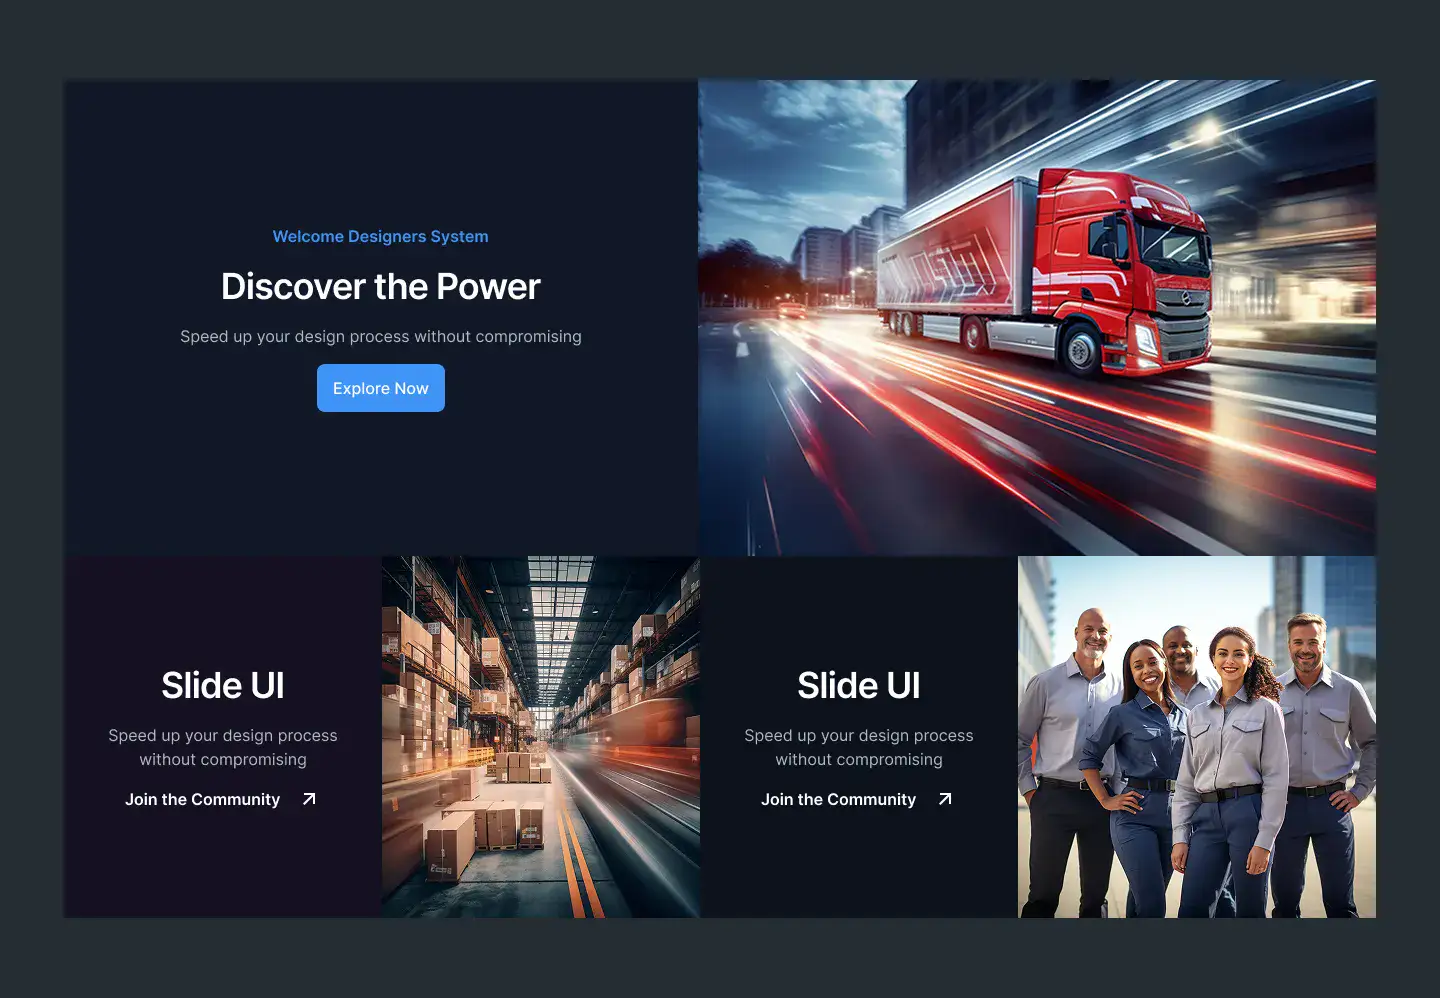 Welcome Designers System
Discover the Power
Speed up your design process without compromising
Explore Now
Slide UI
Speed up your design process
without compromising
Join the Community
Slide UI
Speed up your design process
without compromising
Join the Community